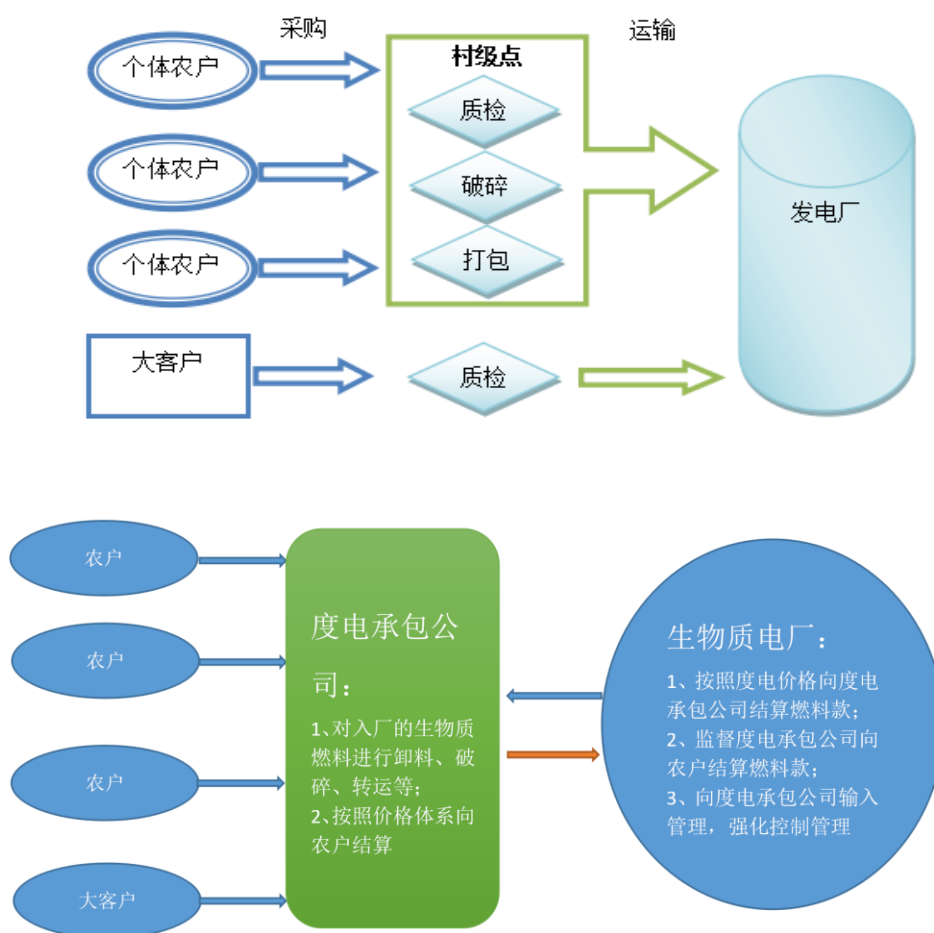 采购
运输
个体农户
村级点
质检
个体农户
破碎
发电厂
个体农户
打包
大客户
质检
农户
农户
农户
大客户
度电承包公
司：
1、对入厂的生物质
燃料进行卸料、破
碎、转运等；
2、按照价格体系向
农户结算
生物质电厂：
1、按照度电价格向度电
承包公司结算燃料款；
2、监督度电承包公司向
农户结算燃料款；
3、向度电承包公司输入
管理，强化控制管理